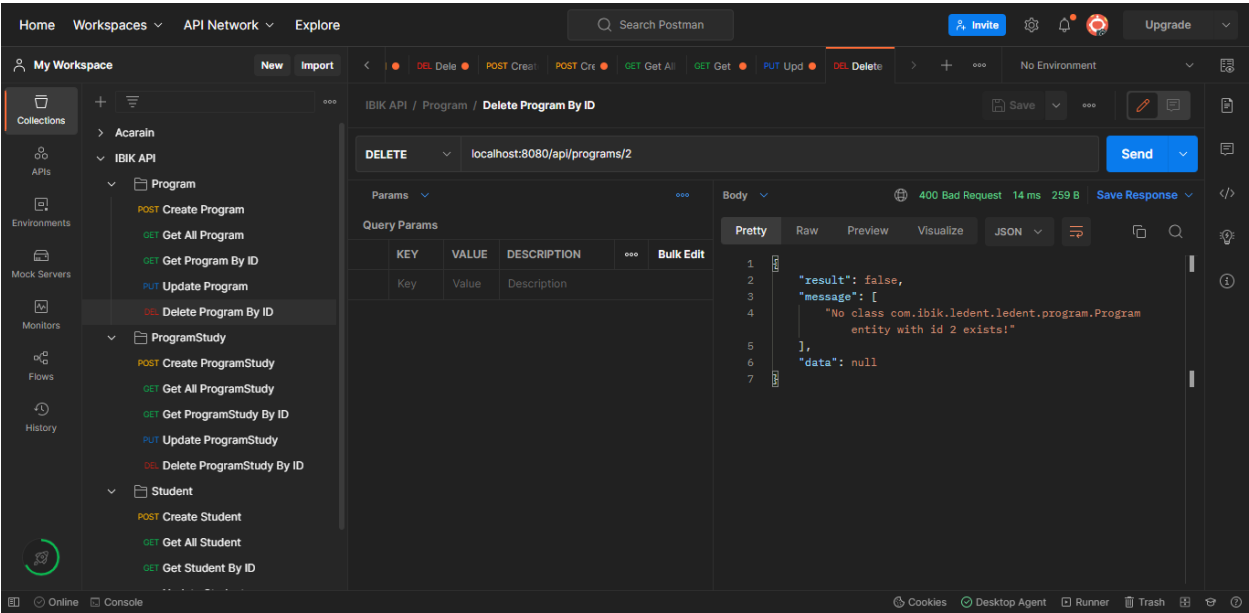 Home Workspaces API Network Explore Search Postman Invite Upgrade
My Workspace New Import DEL Dele POST Creat POST Cre GET Get All GET Get PUT Upd DEL Delete No Environment
IBIK API / Program / Delete Program By ID Save
Collections
APIs
Environments
Mock Servers
Monitors
Flows
History
Acarain
IBIK API
Program
POST Create Program
GET Get All Program
GET Get Program By ID
PUT Update Program
DEL Delete Program By ID
ProgramStudy
POST Create ProgramStudy
GET Get All ProgramStudy
GET Get ProgramStudy By ID
PUT Update ProgramStudy
DEL Delete ProgramStudy By ID
Student
POST Create Student
GET Get All Student
GET Get Student By ID
DELETE localhost:8080/api/programs/2 Send
Params
Query Params
KEY VALUE DESCRIPTION Bulk Edit
Key Value Description
Body 400 Bad Request 14 ms 259 B Save Response
Pretty Raw Preview Visualize JSON
1 {
2 "result": false,
3 "message": [
4 "No class com.ibik.ledent.ledent.program.Program
entity with id 2 exists!"
5 ],
6 "data": null
7 }
Online Console Cookies Desktop Agent Runner Trash